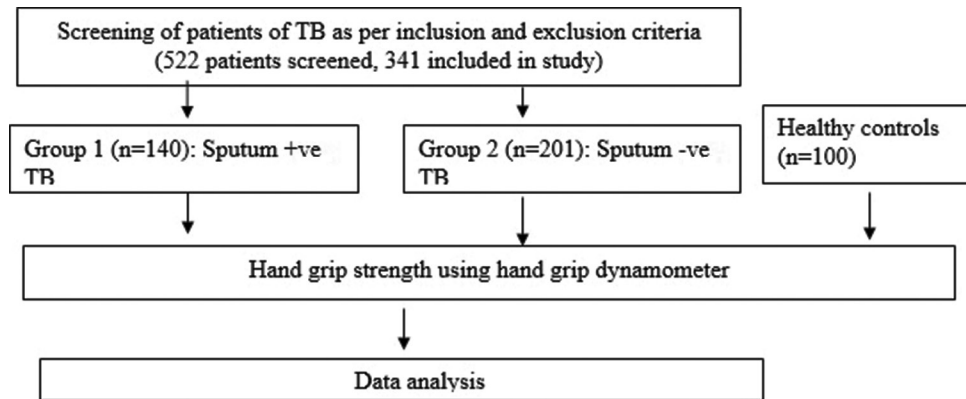 Screening of patients of TB as per inclusion and exclusion criteria
(522 patients screened, 341 included in study)
Group 1 (n=140): Sputum +ve
TB
Group 2 (n=201): Sputum -ve
TB
Healthy controls
(n=100)
Hand grip strength using hand grip dynamometer
Data analysis